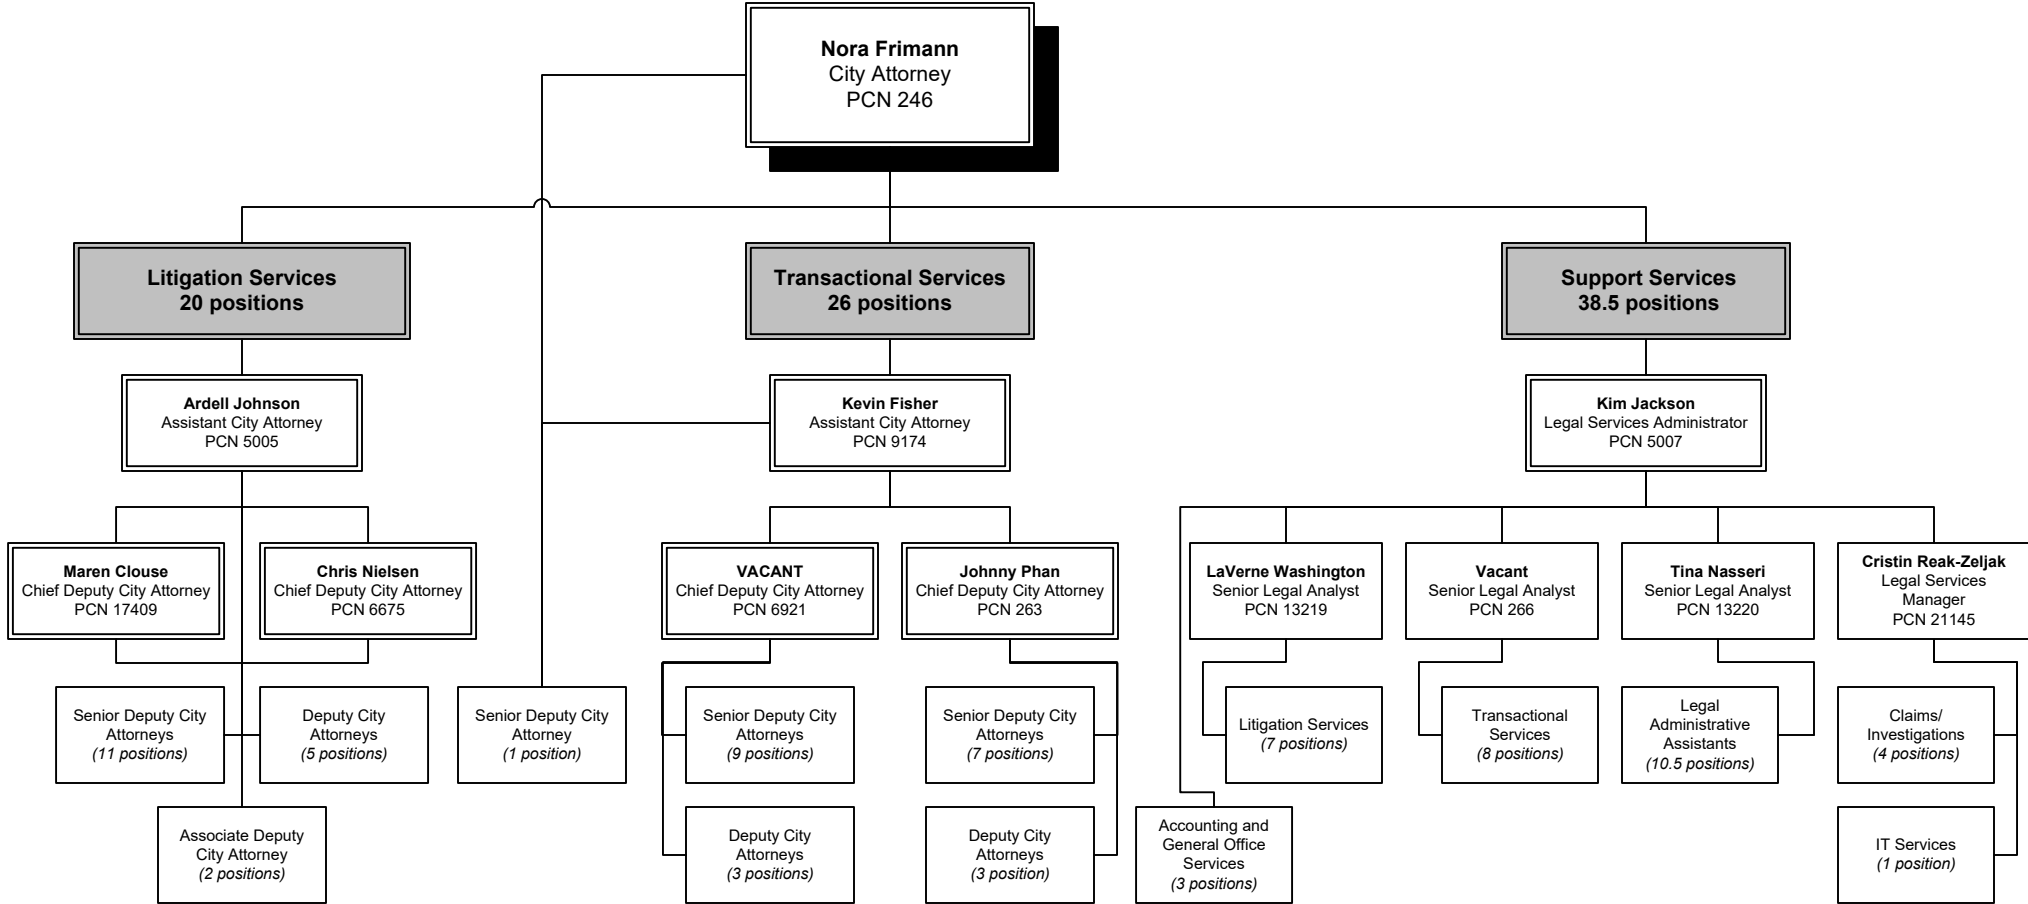 Nora Frimann
City Attorney
PCN 246
Litigation Services
20 positions
Transactional Services
26 positions
Support Services
38.5 positions
Ardell Johnson
Assistant City Attorney
PCN 5005
Kevin Fisher
Assistant City Attorney
PCN 9174
Kim Jackson
Legal Services Administrator
PCN 5007
Maren Clouse
Chief Deputy City Attorney
PCN 17409
Chris Nielsen
Chief Deputy City Attorney
PCN 6675
VACANT
Chief Deputy City Attorney
PCN 6921
Johnny Phan
Chief Deputy City Attorney
PCN 263
LaVerne Washington
Senior Legal Analyst
PCN 13219
Vacant
Senior Legal Analyst
PCN 266
Tina Nasseri
Senior Legal Analyst
PCN 13220
Cristin Reak-Zeljak
Legal Services
Manager
PCN 21145
Senior Deputy City
Attorneys
(11 positions)
Deputy City
Attorneys
(5 positions)
Senior Deputy City
Attorney
(1 position)
Senior Deputy City
Attorneys
(9 positions)
Senior Deputy City
Attorneys
(7 positions)
Litigation Services
(7 positions)
Transactional
Services
(8 positions)
Legal
Administrative
Assistants
(10.5 positions)
Claims/
Investigations
(4 positions)
Associate Deputy
City Attorney
(2 positions)
Deputy City
Attorneys
(3 positions)
Deputy City
Attorneys
(3 position)
Accounting and
General Office
Services
(3 positions)
IT Services
(1 position)